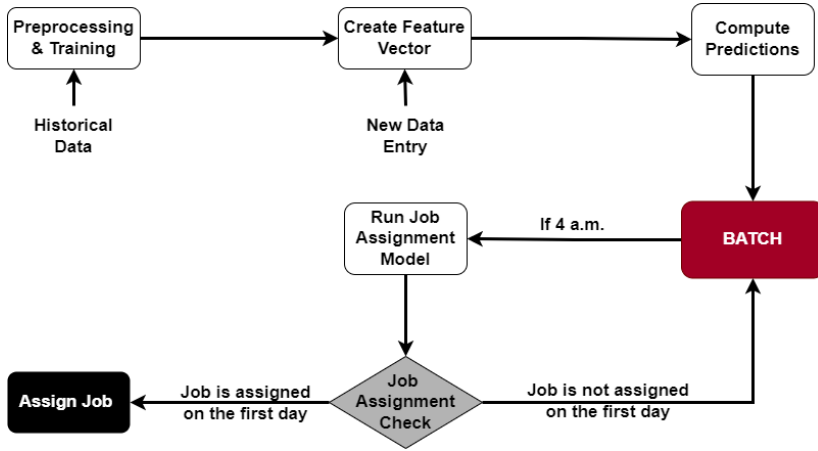 Preprocessing
& Training
Create Feature
Vector
Compute
Predictions
Historical
Data
New Data
Entry
Run Job
Assignment
Model
If 4 a.m.
BATCH
Assign Job
Job is assigned
on the first day
Job
Assignment
Check
Job is not assigned
on the first day